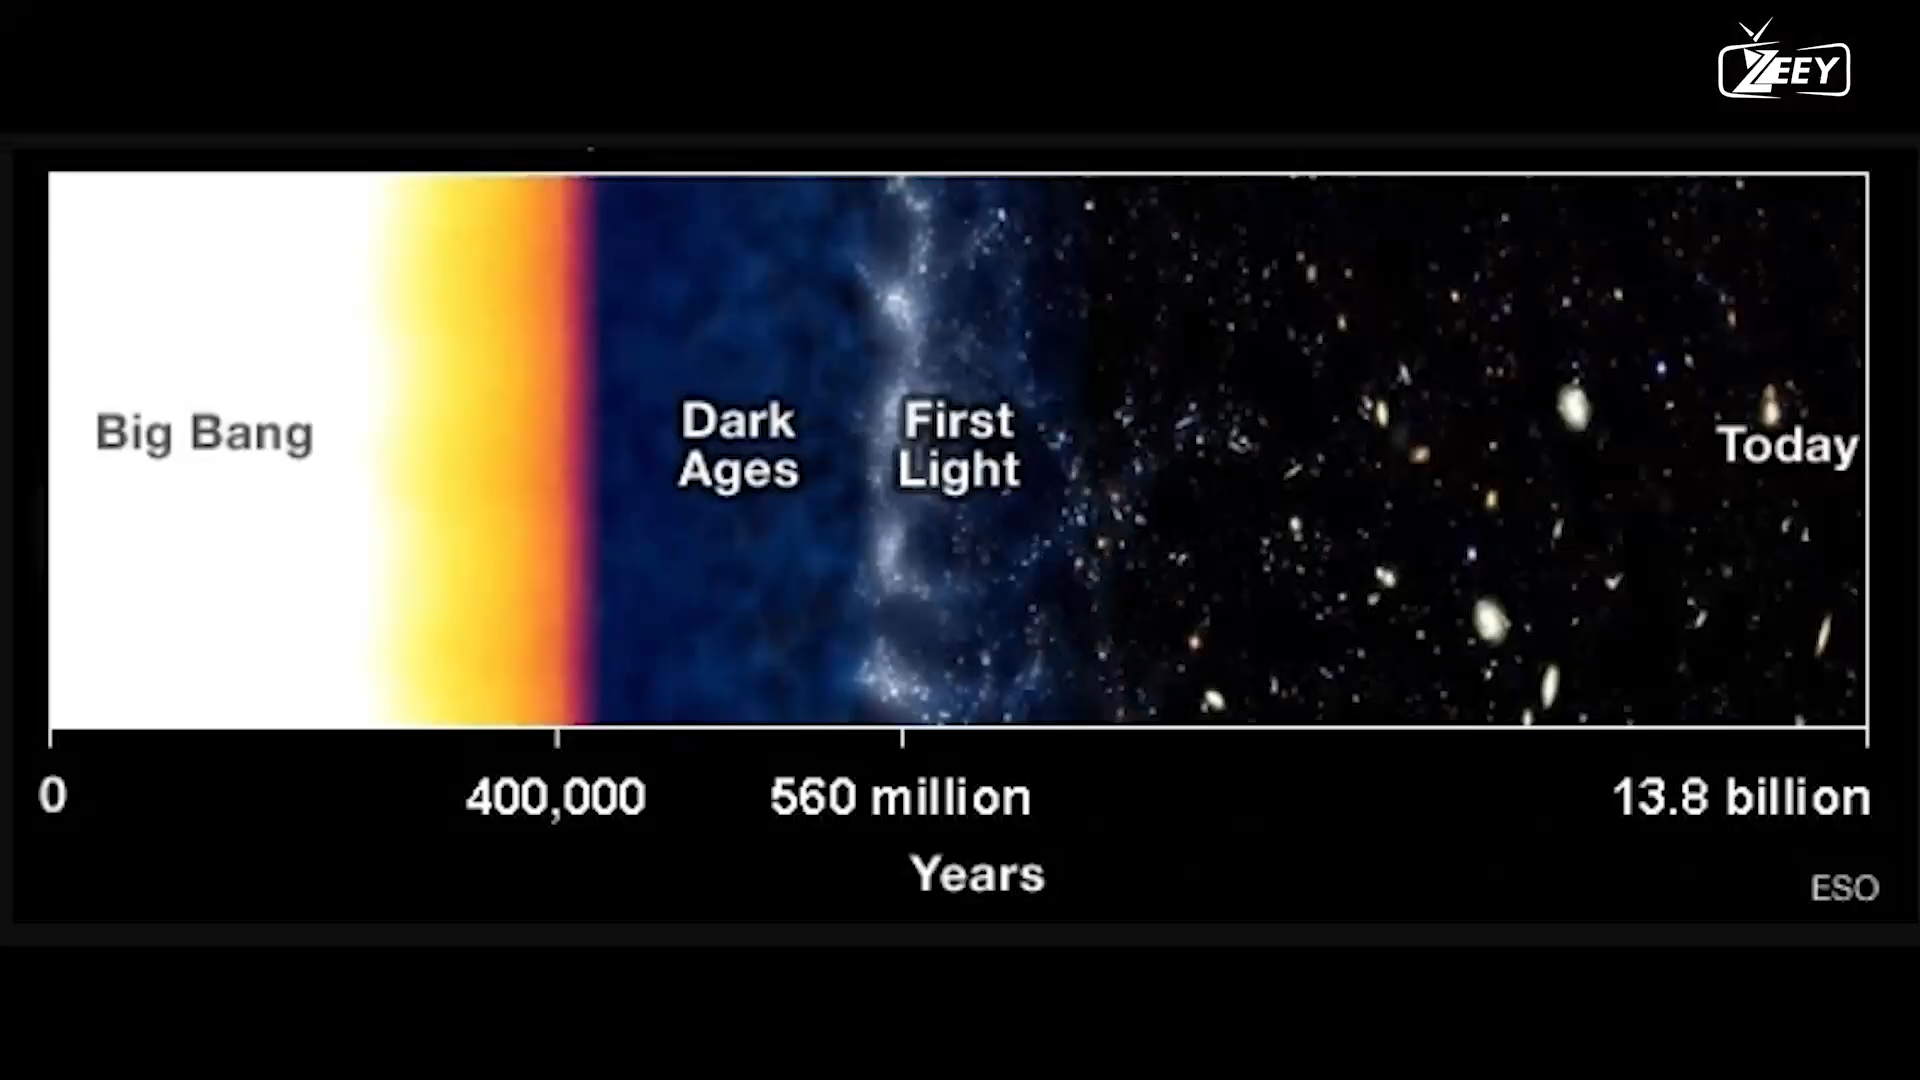 ZEEY
Big Bang
Dark
Ages
First
Light
Today
0
400,000
560 million
13.8 billion
Years
ESO